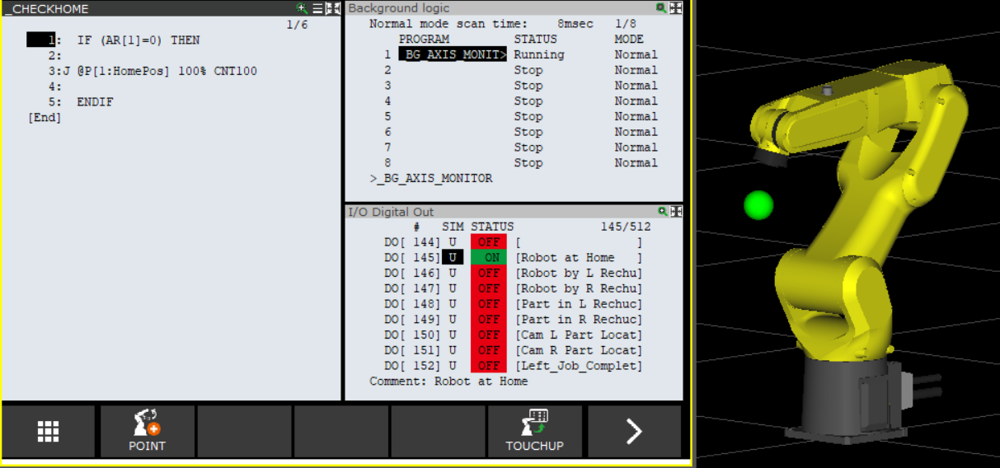 _CHECKHOME
1/6
1: IF (AR[1]=0) THEN
2:
3:J @P[1:HomePos] 100% CNT100
4:
5: ENDIF
[End]
Background logic
Normal mode scan time: 8msec 1/8
PROGRAM STATUS MODE
1 _BG_AXIS_MONIT> Running Normal
2 Stop Normal
3 Stop Normal
4 Stop Normal
5 Stop Normal
6 Stop Normal
7 Stop Normal
8 Stop Normal
>_BG_AXIS_MONITOR
I/O Digital Out
# SIM STATUS 145/512
DO[ 144] U OFF [ ]
DO[ 145] U ON [Robot at Home ]
DO[ 146] U OFF [Robot by L Rechu]
DO[ 147] U OFF [Robot by R Rechu]
DO[ 148] U OFF [Part in L Rechuc]
DO[ 149] U OFF [Part in R Rechuc]
DO[ 150] U OFF [Cam L Part Locat]
DO[ 151] U OFF [Cam R Part Locat]
DO[ 152] U OFF [Left_Job_Complet]
Comment: Robot at Home
POINT
TOUCHUP